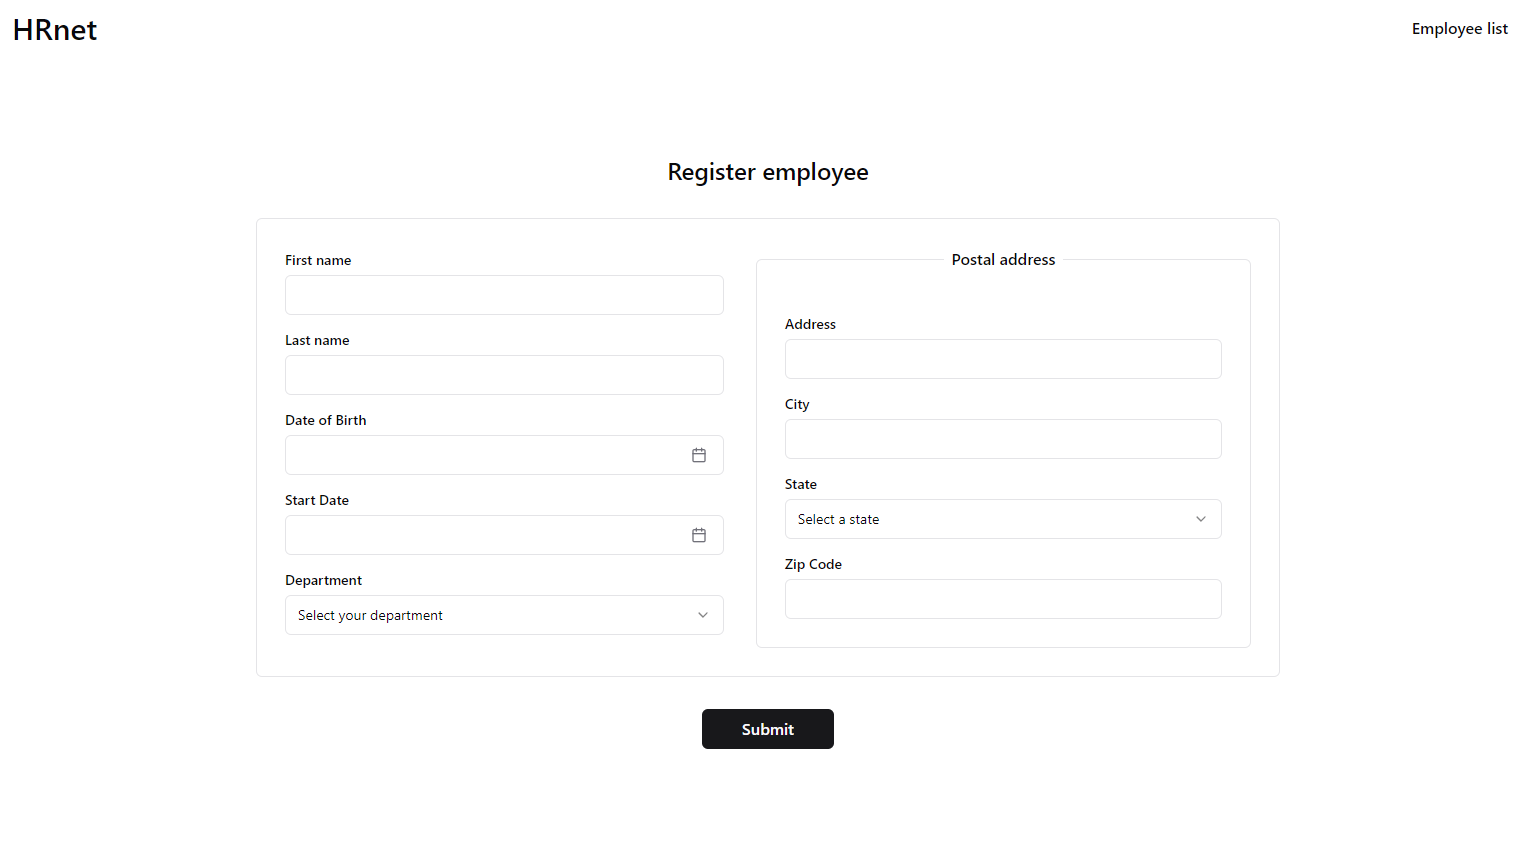 HRnet
Employee list
Register employee
First name
Last name
Date of Birth
Start Date
Department
Select your department
Postal address
Address
City
State
Select a state
Zip Code
Submit